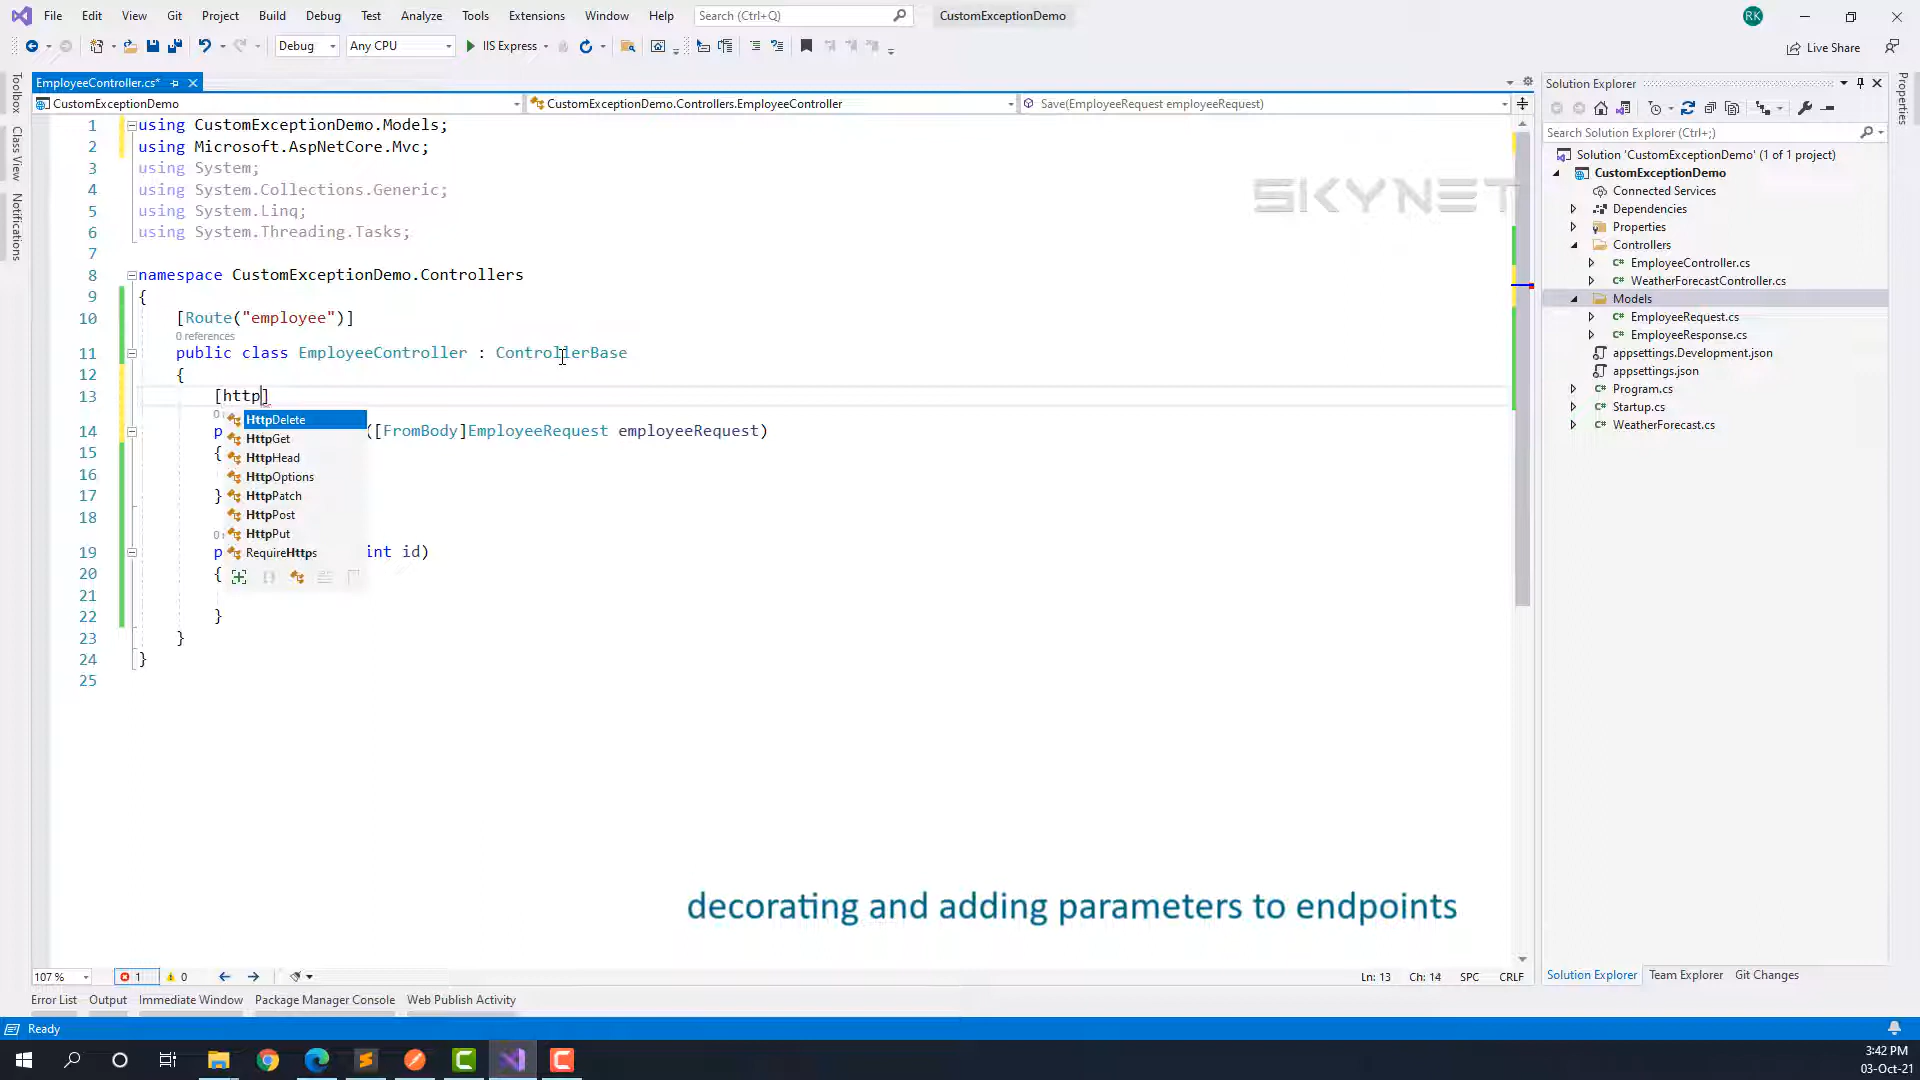 File Edit View Git Project Build Debug Test Analyze Tools Extensions Window Help Search (Ctrl+Q) CustomExceptionDemo RK
Debug Any CPU IIS Express Live Share
Toolbox
Class View
Notifications
EmployeeController.cs*
CustomExceptionDemo CustomExceptionDemo.Controllers.EmployeeController Save(EmployeeRequest employeeRequest)
1 using CustomExceptionDemo.Models;
2 using Microsoft.AspNetCore.Mvc;
3 using System;
4 using System.Collections.Generic;
5 using System.Linq;
6 using System.Threading.Tasks;
7
8 namespace CustomExceptionDemo.Controllers
9 {
10 [Route("employee")]
0 references
11 public class EmployeeController : ControllerBase
12 {
13 [http]
HttpDelete
HttpGet
HttpHead
HttpOptions
HttpPatch
HttpPost
HttpPut
RequireHttps
14 p ([FromBody]EmployeeRequest employeeRequest)
15 {
16
17 }
18
19 p int id)
20 {
21
22 }
23 }
24 }
25
SKYNET
decorating and adding parameters to endpoints
107 % 1 0 Ln: 13 Ch: 14 SPC CRLF
Error List Output Immediate Window Package Manager Console Web Publish Activity
Ready
Solution Explorer
Search Solution Explorer (Ctrl+;)
Solution 'CustomExceptionDemo' (1 of 1 project)
CustomExceptionDemo
Connected Services
Dependencies
Properties
Controllers
EmployeeController.cs
WeatherForecastController.cs
Models
EmployeeRequest.cs
EmployeeResponse.cs
appsettings.Development.json
appsettings.json
Program.cs
Startup.cs
WeatherForecast.cs
Solution Explorer Team Explorer Git Changes
Properties
3:42 PM
03-Oct-21